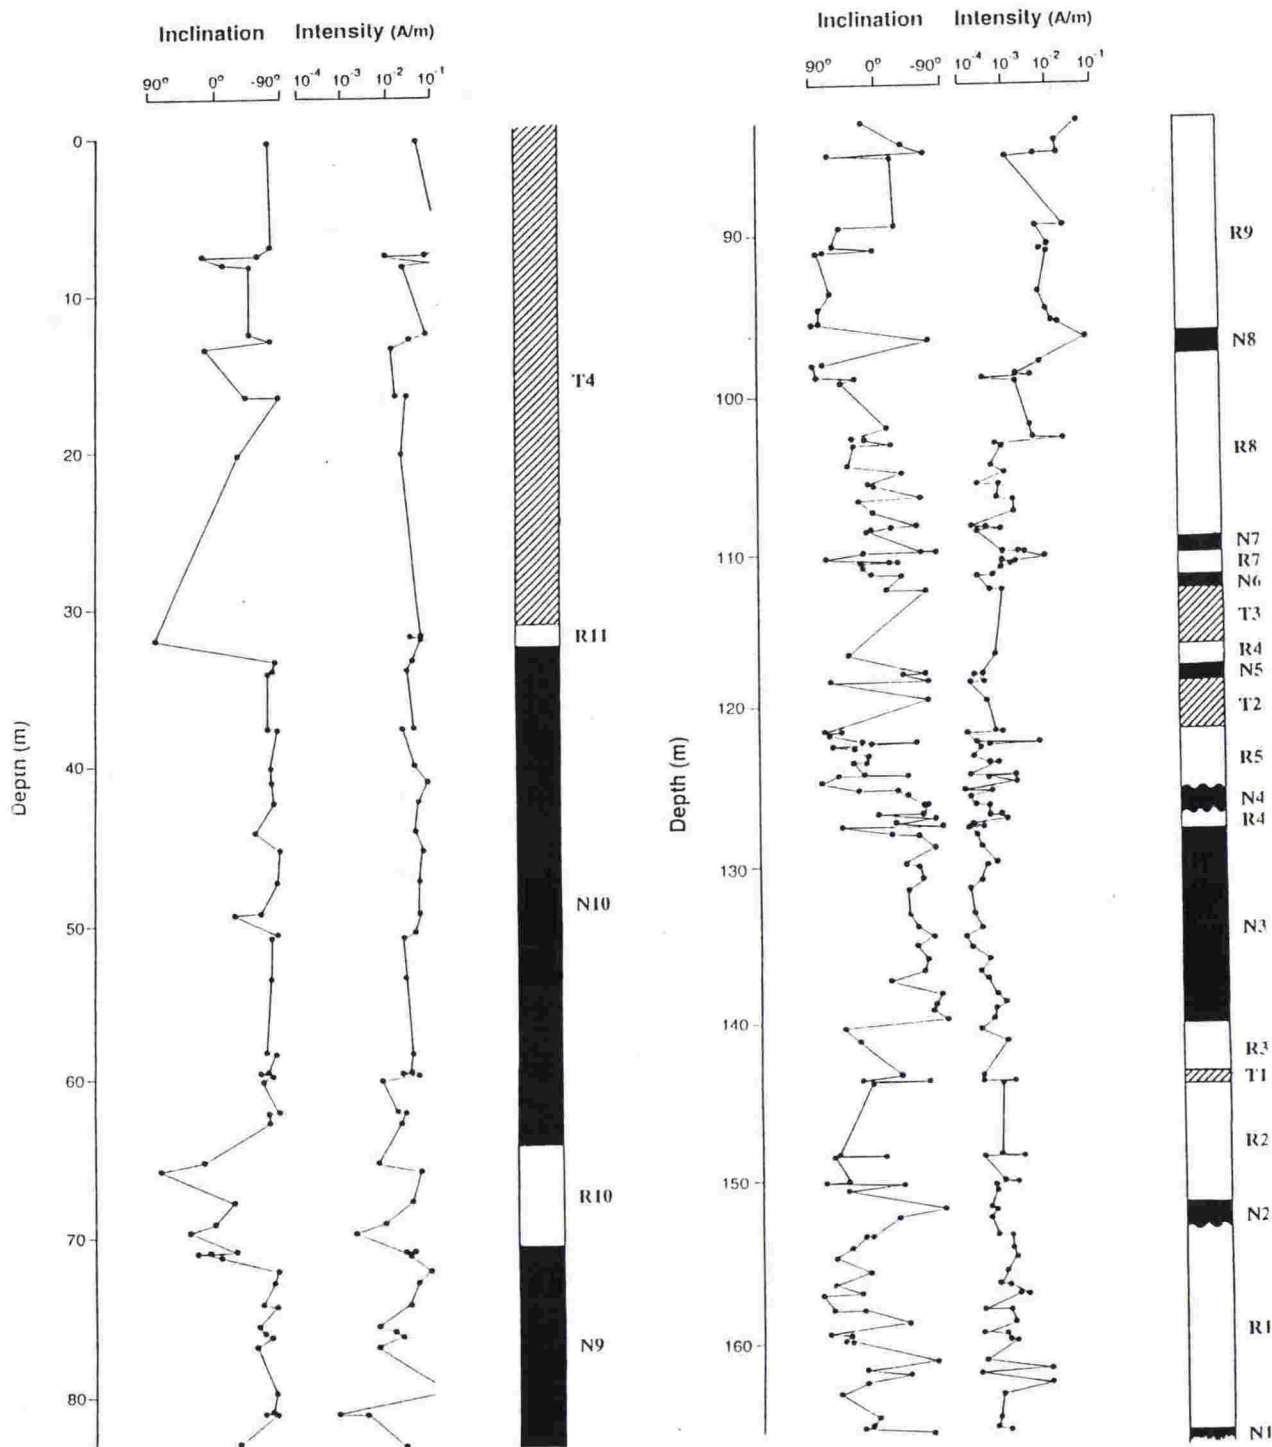 Inclination Intensity (A/m)
90° 0° -90° 10-4 10-3 10-2 10-1
0
10
20
30
40
50
60
70
80
Depth (m)
T4
R11
N10
R10
N9
Inclination Intensity (A/m)
90° 0° -90° 10-4 10-3 10-2 10-1
90
100
110
120
130
140
150
160
Depth (m)
R9
N8
R8
N7
R7
N6
T3
R4
N5
T2
R5
N4
R4
N3
R3
T1
R2
N2
R1
N1